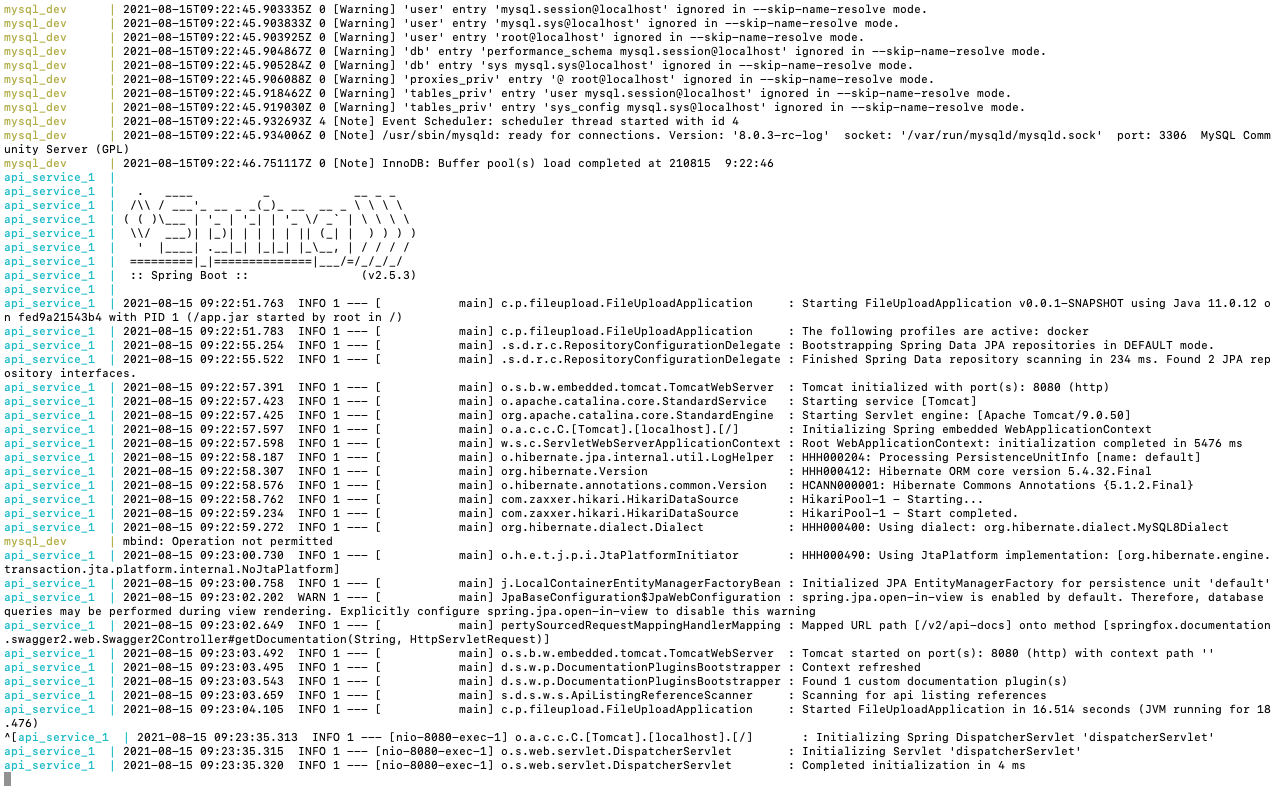 mysql_dev      | 2021-08-15T09:22:45.903335Z 0 [Warning] 'user' entry 'mysql.session@localhost' ignored in --skip-name-resolve mode.
mysql_dev      | 2021-08-15T09:22:45.903833Z 0 [Warning] 'user' entry 'mysql.sys@localhost' ignored in --skip-name-resolve mode.
mysql_dev      | 2021-08-15T09:22:45.903925Z 0 [Warning] 'user' entry 'root@localhost' ignored in --skip-name-resolve mode.
mysql_dev      | 2021-08-15T09:22:45.904867Z 0 [Warning] 'db' entry 'performance_schema mysql.session@localhost' ignored in --skip-name-resolve mode.
mysql_dev      | 2021-08-15T09:22:45.905284Z 0 [Warning] 'db' entry 'sys mysql.sys@localhost' ignored in --skip-name-resolve mode.
mysql_dev      | 2021-08-15T09:22:45.906088Z 0 [Warning] 'proxies_priv' entry '@ root@localhost' ignored in --skip-name-resolve mode.
mysql_dev      | 2021-08-15T09:22:45.918462Z 0 [Warning] 'tables_priv' entry 'user mysql.session@localhost' ignored in --skip-name-resolve mode.
mysql_dev      | 2021-08-15T09:22:45.919030Z 0 [Warning] 'tables_priv' entry 'sys_config mysql.sys@localhost' ignored in --skip-name-resolve mode.
mysql_dev      | 2021-08-15T09:22:45.932693Z 4 [Note] Event Scheduler: scheduler thread started with id 4
mysql_dev      | 2021-08-15T09:22:45.934006Z 0 [Note] /usr/sbin/mysqld: ready for connections. Version: '8.0.3-rc-log'  socket: '/var/run/mysqld/mysqld.sock'  port: 3306  MySQL Comm
unity Server (GPL)
mysql_dev      | 2021-08-15T09:22:46.751117Z 0 [Note] InnoDB: Buffer pool(s) load completed at 210815  9:22:46
api_service_1  |
api_service_1  |   .   ____          _            __ _ _
api_service_1  |  /\\ / ___'_ __ _ _(_)_ __  __ _ \ \ \ \
api_service_1  | ( ( )\___ | '_ | '_| | '_ \/ _` | \ \ \ \
api_service_1  |  \\/  ___)| |_)| | | | | || (_| |  ) ) ) )
api_service_1  |   '  |____| .__|_| |_|_| |_\__, | / / / /
api_service_1  |  =========|_|==============|___/=/_/_/_/
api_service_1  |  :: Spring Boot ::                (v2.5.3)
api_service_1  |
api_service_1  | 2021-08-15 09:22:51.763  INFO 1 --- [           main] c.p.fileupload.FileUploadApplication     : Starting FileUploadApplication v0.0.1-SNAPSHOT using Java 11.0.12 o
n fed9a21543b4 with PID 1 (/app.jar started by root in /)
api_service_1  | 2021-08-15 09:22:51.783  INFO 1 --- [           main] c.p.fileupload.FileUploadApplication     : The following profiles are active: docker
api_service_1  | 2021-08-15 09:22:55.254  INFO 1 --- [           main] .s.d.r.c.RepositoryConfigurationDelegate : Bootstrapping Spring Data JPA repositories in DEFAULT mode.
api_service_1  | 2021-08-15 09:22:55.522  INFO 1 --- [           main] .s.d.r.c.RepositoryConfigurationDelegate : Finished Spring Data repository scanning in 234 ms. Found 2 JPA rep
ository interfaces.
api_service_1  | 2021-08-15 09:22:57.391  INFO 1 --- [           main] o.s.b.w.embedded.tomcat.TomcatWebServer  : Tomcat initialized with port(s): 8080 (http)
api_service_1  | 2021-08-15 09:22:57.423  INFO 1 --- [           main] o.apache.catalina.core.StandardService   : Starting service [Tomcat]
api_service_1  | 2021-08-15 09:22:57.425  INFO 1 --- [           main] org.apache.catalina.core.StandardEngine  : Starting Servlet engine: [Apache Tomcat/9.0.50]
api_service_1  | 2021-08-15 09:22:57.597  INFO 1 --- [           main] o.a.c.c.C.[Tomcat].[localhost].[/]       : Initializing Spring embedded WebApplicationContext
api_service_1  | 2021-08-15 09:22:57.598  INFO 1 --- [           main] w.s.c.ServletWebServerApplicationContext : Root WebApplicationContext: initialization completed in 5476 ms
api_service_1  | 2021-08-15 09:22:58.187  INFO 1 --- [           main] o.hibernate.jpa.internal.util.LogHelper  : HHH000204: Processing PersistenceUnitInfo [name: default]
api_service_1  | 2021-08-15 09:22:58.307  INFO 1 --- [           main] org.hibernate.Version                    : HHH000412: Hibernate ORM core version 5.4.32.Final
api_service_1  | 2021-08-15 09:22:58.576  INFO 1 --- [           main] o.hibernate.annotations.common.Version   : HCANN000001: Hibernate Commons Annotations {5.1.2.Final}
api_service_1  | 2021-08-15 09:22:58.762  INFO 1 --- [           main] com.zaxxer.hikari.HikariDataSource       : HikariPool-1 - Starting...
api_service_1  | 2021-08-15 09:22:59.234  INFO 1 --- [           main] com.zaxxer.hikari.HikariDataSource       : HikariPool-1 - Start completed.
api_service_1  | 2021-08-15 09:22:59.272  INFO 1 --- [           main] org.hibernate.dialect.Dialect            : HHH000400: Using dialect: org.hibernate.dialect.MySQL8Dialect
mysql_dev      | mbind: Operation not permitted
api_service_1  | 2021-08-15 09:23:00.730  INFO 1 --- [           main] o.h.e.t.j.p.i.JtaPlatformInitiator       : HHH000490: Using JtaPlatform implementation: [org.hibernate.engine.
transaction.jta.platform.internal.NoJtaPlatform]
api_service_1  | 2021-08-15 09:23:00.758  INFO 1 --- [           main] j.LocalContainerEntityManagerFactoryBean : Initialized JPA EntityManagerFactory for persistence unit 'default'
api_service_1  | 2021-08-15 09:23:02.202  WARN 1 --- [           main] JpaBaseConfiguration$JpaWebConfiguration : spring.jpa.open-in-view is enabled by default. Therefore, database
queries may be performed during view rendering. Explicitly configure spring.jpa.open-in-view to disable this warning
api_service_1  | 2021-08-15 09:23:02.649  INFO 1 --- [           main] pertySourcedRequestMappingHandlerMapping : Mapped URL path [/v2/api-docs] onto method [springfox.documentation
.swagger2.web.Swagger2Controller#getDocumentation(String, HttpServletRequest)]
api_service_1  | 2021-08-15 09:23:03.492  INFO 1 --- [           main] o.s.b.w.embedded.tomcat.TomcatWebServer  : Tomcat started on port(s): 8080 (http) with context path ''
api_service_1  | 2021-08-15 09:23:03.495  INFO 1 --- [           main] d.s.w.p.DocumentationPluginsBootstrapper : Context refreshed
api_service_1  | 2021-08-15 09:23:03.543  INFO 1 --- [           main] d.s.w.p.DocumentationPluginsBootstrapper : Found 1 custom documentation plugin(s)
api_service_1  | 2021-08-15 09:23:03.659  INFO 1 --- [           main] s.d.s.w.s.ApiListingReferenceScanner     : Scanning for api listing references
api_service_1  | 2021-08-15 09:23:04.105  INFO 1 --- [           main] c.p.fileupload.FileUploadApplication     : Started FileUploadApplication in 16.514 seconds (JVM running for 18
.476)
^[api_service_1  | 2021-08-15 09:23:35.313  INFO 1 --- [nio-8080-exec-1] o.a.c.c.C.[Tomcat].[localhost].[/]       : Initializing Spring DispatcherServlet 'dispatcherServlet'
api_service_1  | 2021-08-15 09:23:35.315  INFO 1 --- [nio-8080-exec-1] o.s.web.servlet.DispatcherServlet        : Initializing Servlet 'dispatcherServlet'
api_service_1  | 2021-08-15 09:23:35.320  INFO 1 --- [nio-8080-exec-1] o.s.web.servlet.DispatcherServlet        : Completed initialization in 4 ms